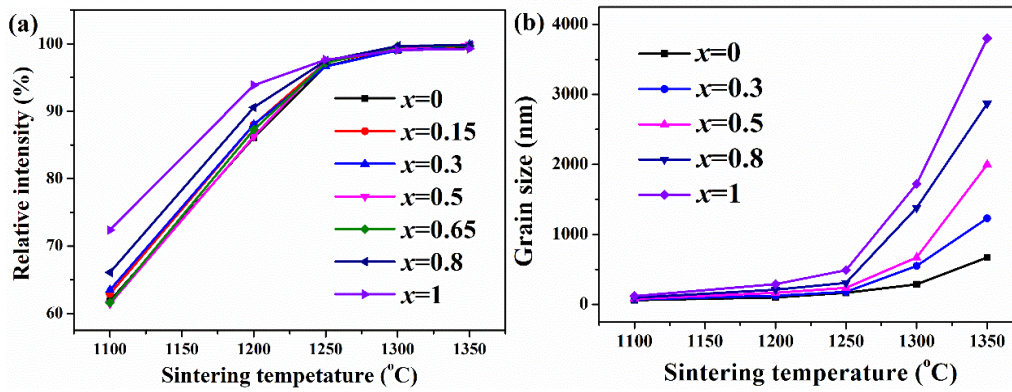 (a)
Relative intensity (%)
100
90
80
70
60
x=0
x=0.15
x=0.3
x=0.5
x=0.65
x=0.8
x=1
1100 1150 1200 1250 1300 1350
Sintering tempetature (°C)
(b)
Grain size (nm)
4000
3000
2000
1000
0
x=0
x=0.3
x=0.5
x=0.8
x=1
1100 1150 1200 1250 1300 1350
Sintering temperature (°C)